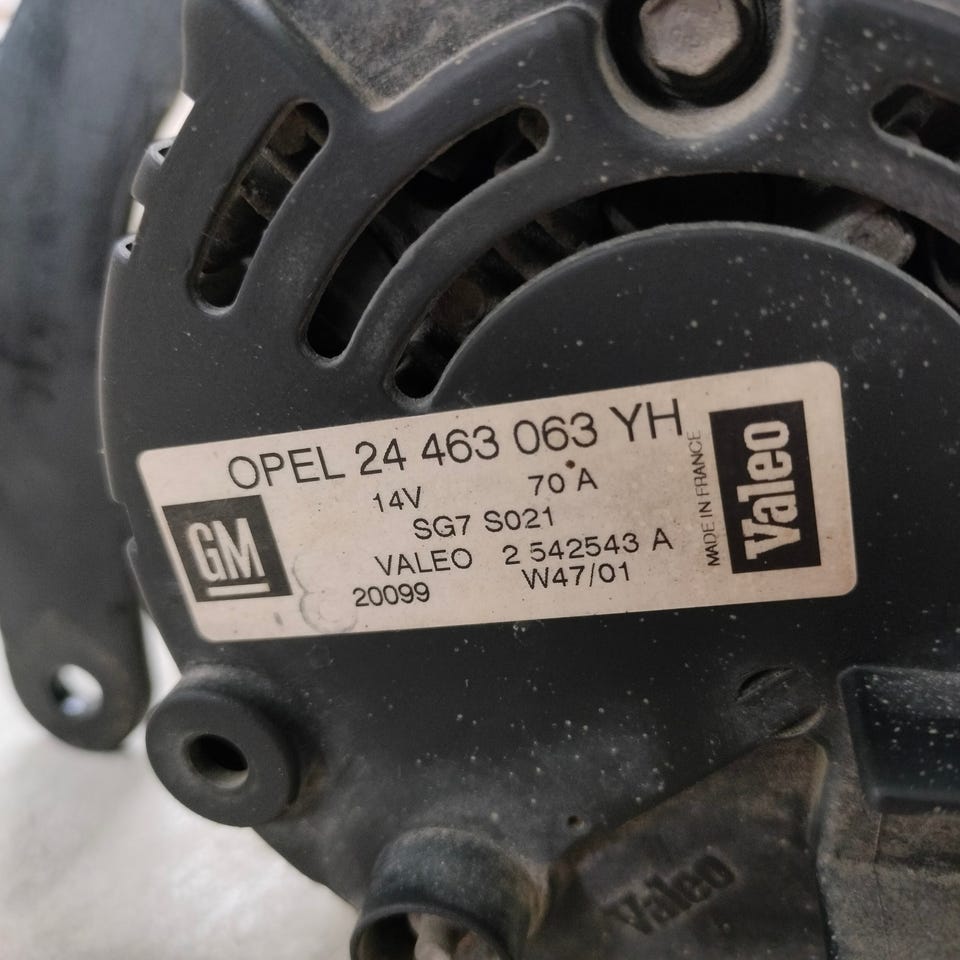 OPEL 24 463 063 YH
14V 70 A
SG7 S021
VALEO 2 542543 A
20099 W47/01
GM
MADE IN FRANCE
Valeo
Valeo